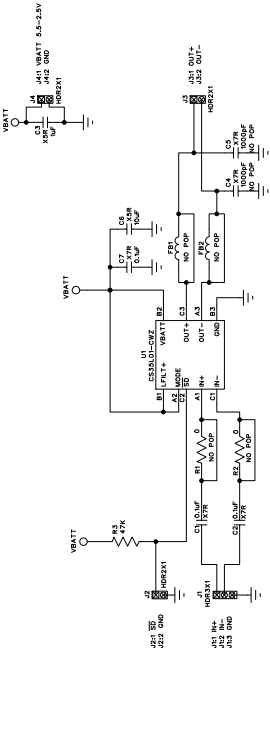 VBATT
J4
J4:1 VBATT 5.5-2.5V
J4:2 GND
HDR2X1
C3
X5R
1uF
VBATT
C6
X5R
10uF
C7
X7R
0.1uF
J3
J3:1 OUT+
J3:2 OUT-
HDR2X1
C5
X7R
1000pF
NO POP
C4
X7R
1000pF
NO POP
FB1
NO POP
FB2
NO POP
U1
CS35L01-CWZ
B1
LFILT+
A2
MODE
C2
SD
A1
IN+
C1
IN-
B2
VBATT
C3
OUT+
A3
OUT-
B3
GND
R1
0
NO POP
R2
0
NO POP
C1
0.1uF
X7R
C2
0.1uF
X7R
VBATT
R3
47K
J2
HDR2X1
J2:1 SD
J2:2 GND
J1
HDR3X1
J1:1 IN+
J1:2 IN-
J1:3 GND